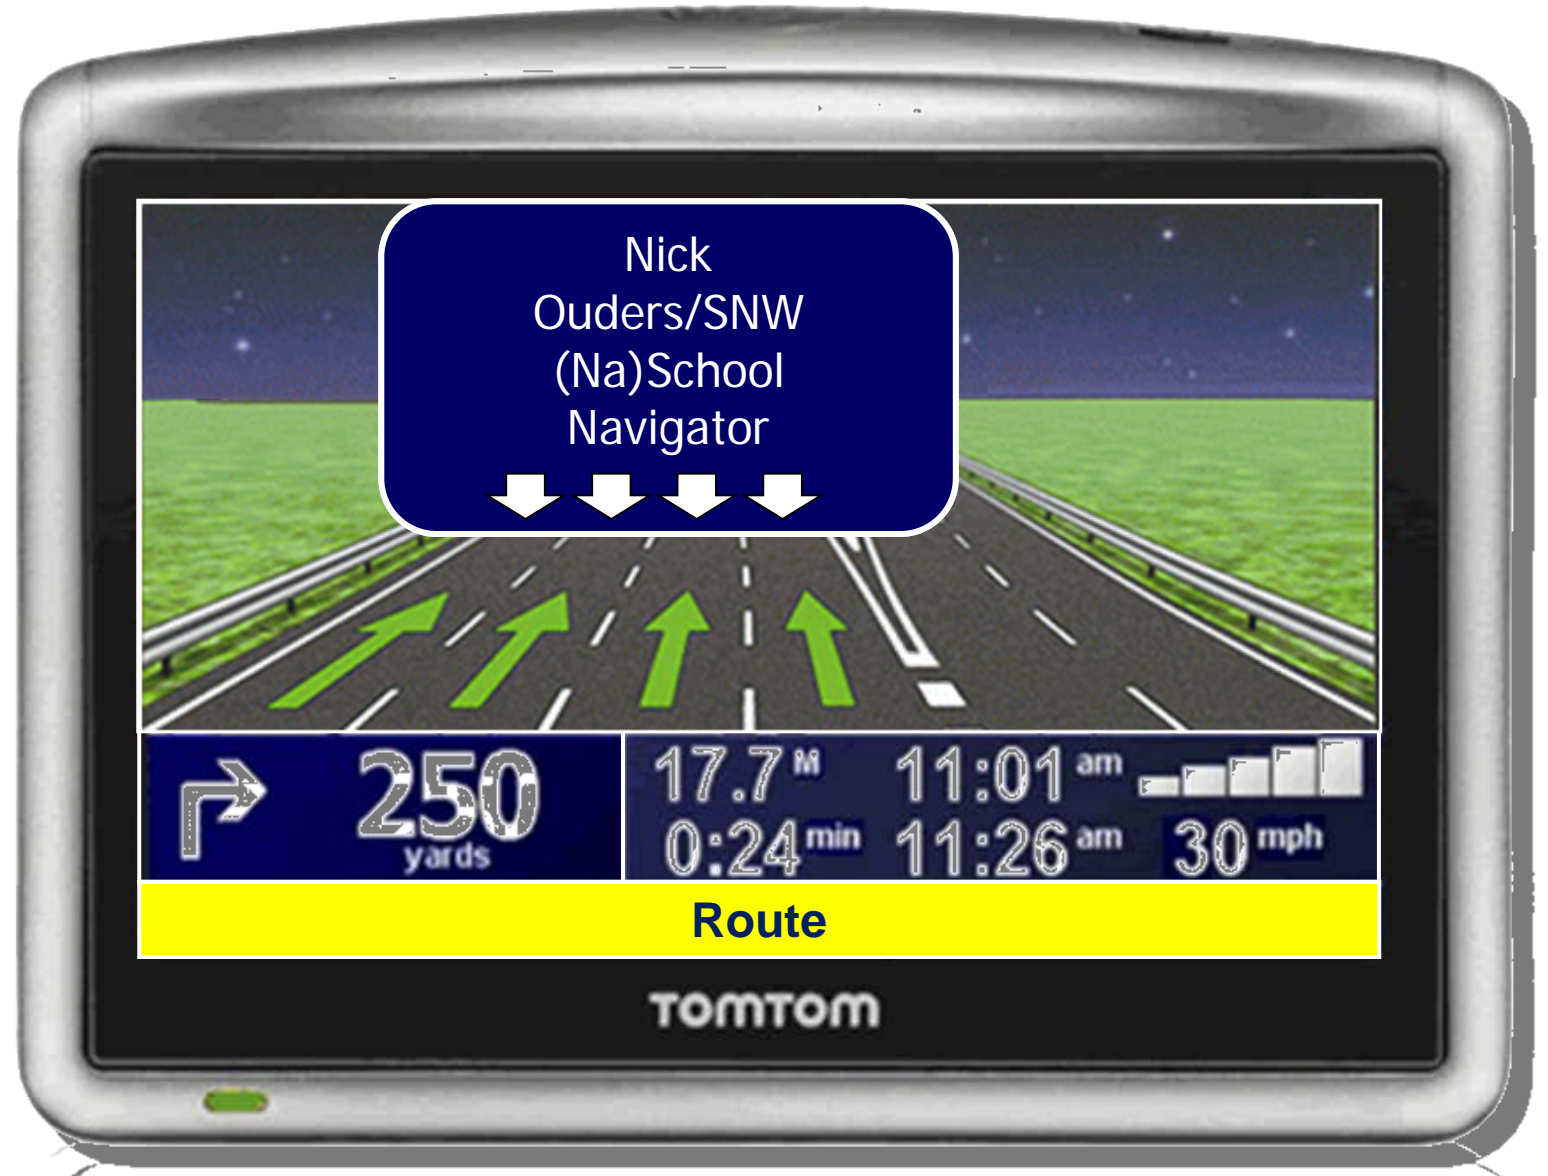 Nick
Ouders/SNW
(Na)School
Navigator
250
yards
17.7 M 11:01 am
0:24 min 11:26 am 30 mph
Route
TOMTOM